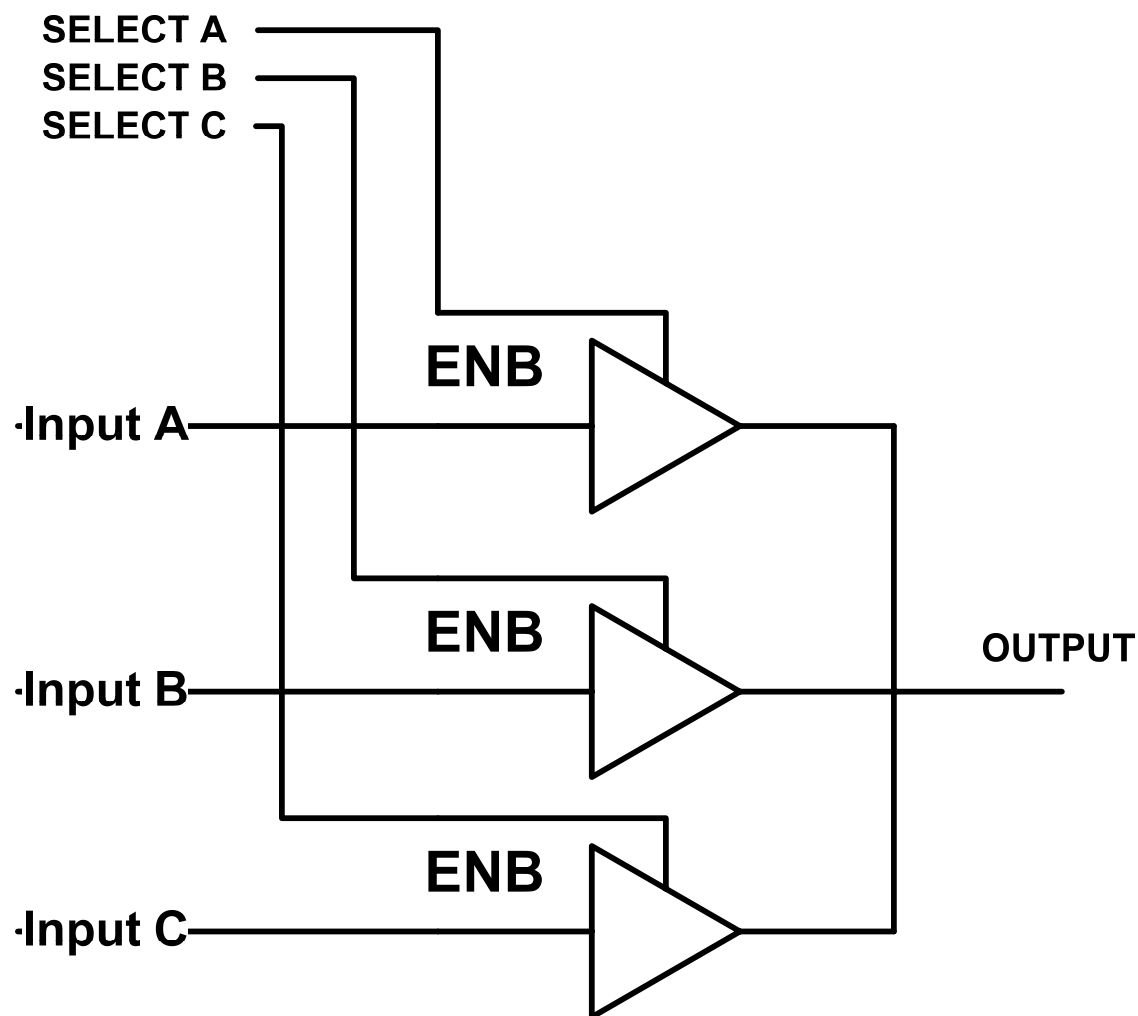 SELECT A
SELECT B
SELECT C
ENB
Input A
ENB
OUTPUT
Input B
ENB
Input C